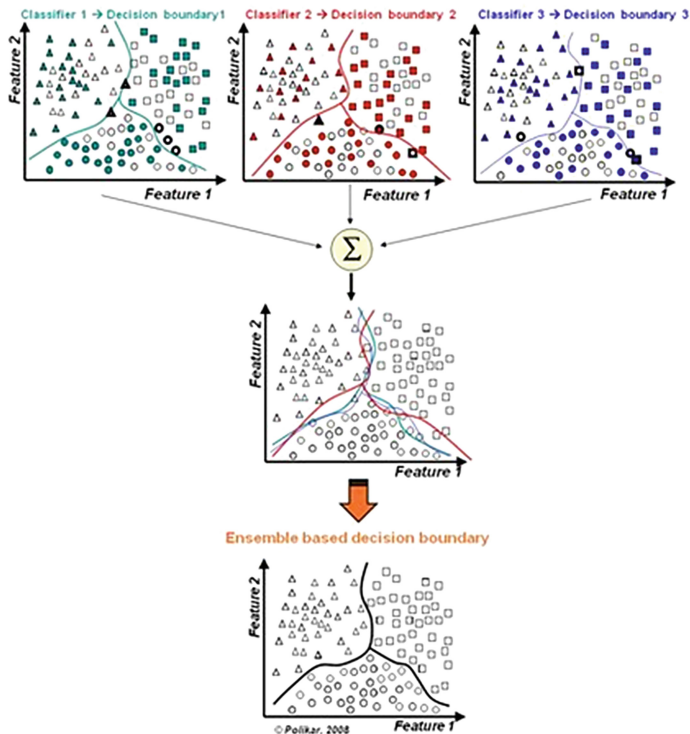 Classifier 1 → Decision boundary1
Classifier 2 → Decision boundary 2
Classifier 3 → Decision boundary 3
Feature 2
Feature 1
Feature 2
Feature 1
Feature 2
Feature 1
Σ
Feature 2
Feature 1
Ensemble based decision boundary
Feature 2
Feature 1
© Polikar, 2008